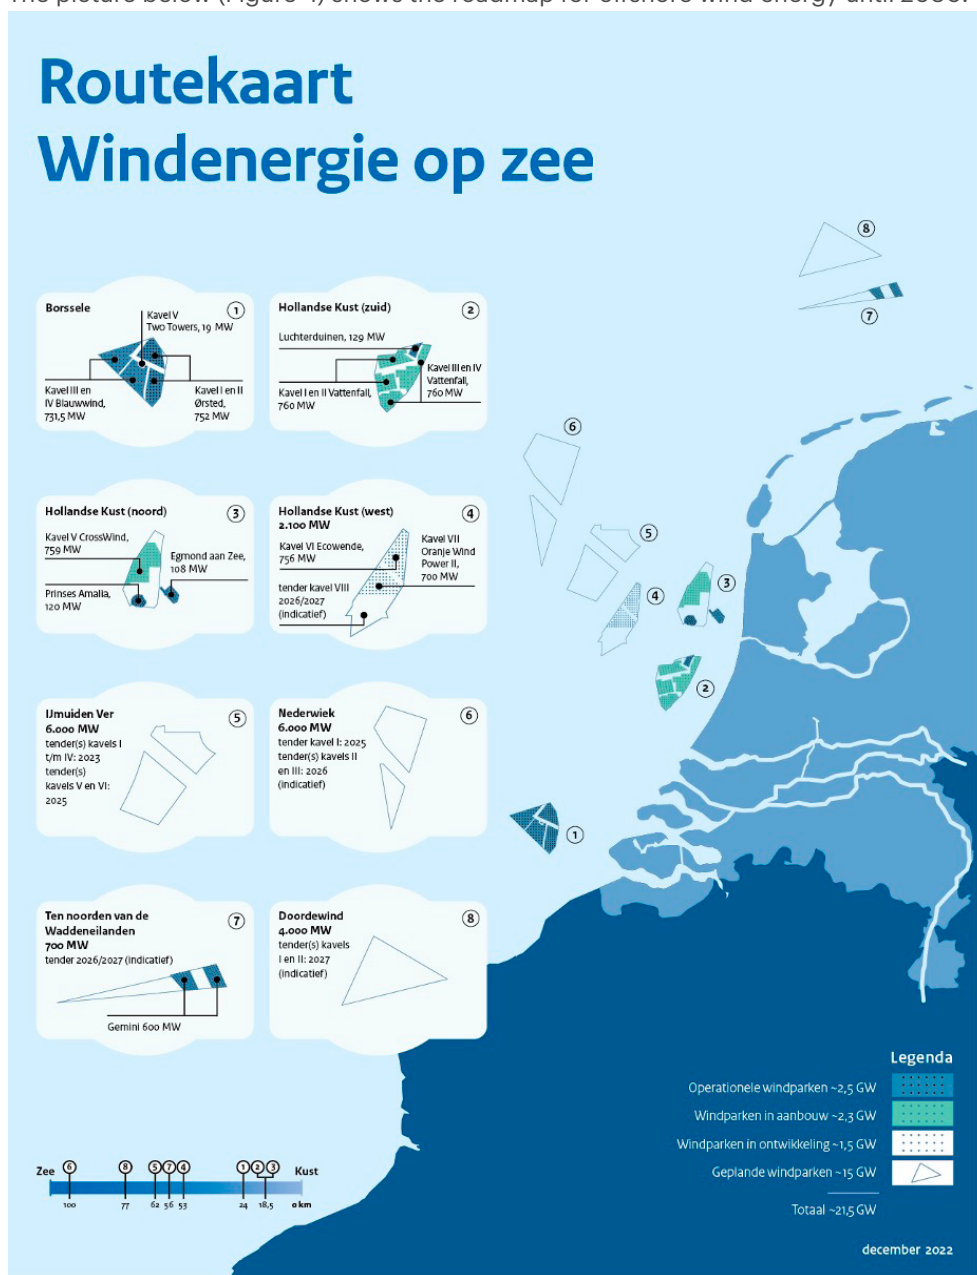 The picture below (Figure 1) shows the roadmap for offshore wind energy until 2030.
Routekaart
Windenergie op zee
Borssele
1
Kavel V
Two Towers, 19 MW
Kavel III en
IV Blauwwind,
731,5 MW
Kavel I en II
Ørsted,
752 MW
Hollandse Kust (zuid)
2
Luchterduinen, 129 MW
Kavel I en II Vattenfall,
760 MW
Kavel III en IV
Vattenfall,
760 MW
Hollandse Kust (noord)
3
Kavel V CrossWind,
759 MW
Egmond aan Zee,
108 MW
Prinses Amalia,
120 MW
Hollandse Kust (west)
2.100 MW
4
Kavel VI Ecowende,
756 MW
Kavel VII
Oranje Wind
Power II,
700 MW
tender kavel VIII
2026/2027
(indicatief)
IJmuiden Ver
6.000 MW
5
tender(s) kavels I
t/m IV: 2023
tender(s)
kavels V en VI:
2025
Nederwiek
6.000 MW
6
tender kavel I: 2025
tender(s) kavels II
en III: 2026
(indicatief)
Ten noorden van de
Waddeneilanden
700 MW
7
tender 2026/2027 (indicatief)
Gemini 600 MW
Doordewind
4.000 MW
8
tender(s) kavels
I en II: 2027
(indicatief)
8
7
6
5
4
3
2
1
Legenda
Operationele windparken ~2,5 GW
Windparken in aanbouw ~2,3 GW
Windparken in ontwikkeling ~1,5 GW
Geplande windparken ~15 GW
Totaal ~21,5 GW
december 2022
Zee 6 8 5 7 4 1 2 3 Kust
100 77 62 56 53 24 18,5 0 km